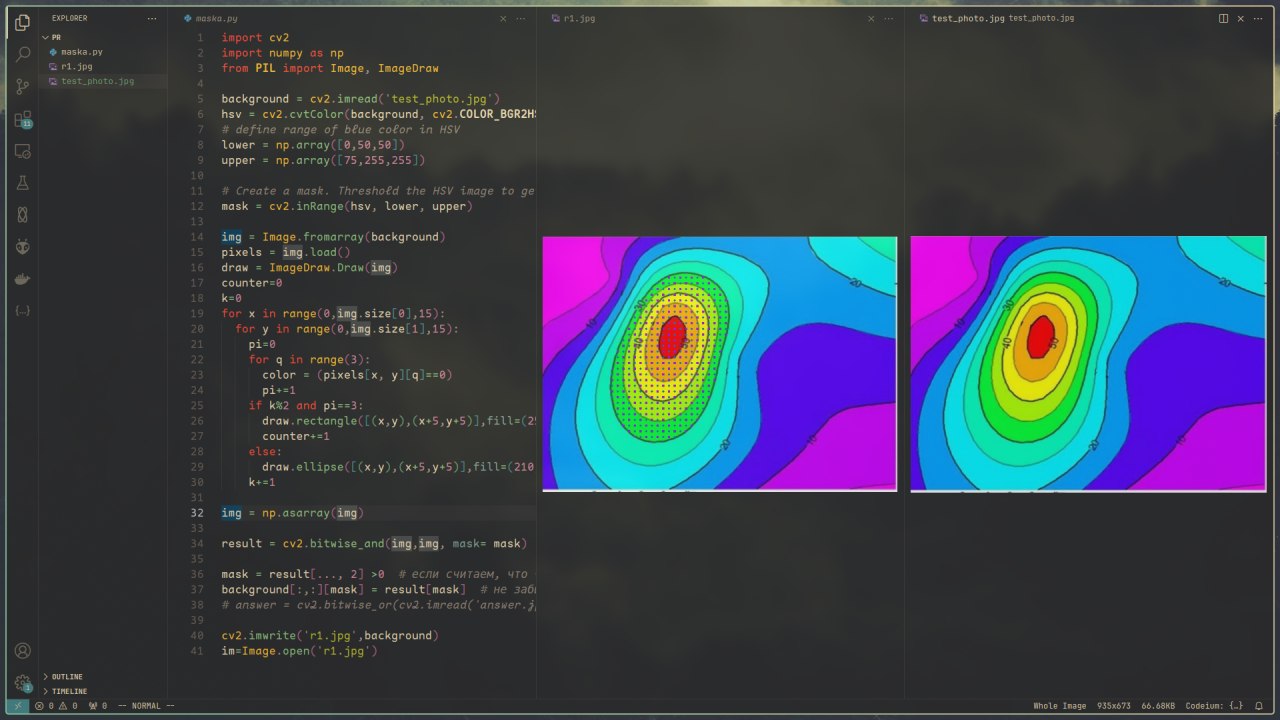 EXPLORER
PR
maska.py
r1.jpg
test_photo.jpg
11
1
OUTLINE
TIMELINE
maska.py
1 import cv2
2 import numpy as np
3 from PIL import Image, ImageDraw
4
5 background = cv2.imread('test_photo.jpg')
6 hsv = cv2.cvtColor(background, cv2.COLOR_BGR2HS
7 # define range of blue color in HSV
8 lower = np.array([0,50,50])
9 upper = np.array([75,255,255])
10
11 # Create a mask. Threshold the HSV image to ge
12 mask = cv2.inRange(hsv, lower, upper)
13
14 img = Image.fromarray(background)
15 pixels = img.load()
16 draw = ImageDraw.Draw(img)
17 counter=0
18 k=0
19 for x in range(0,img.size[0],15):
20 for y in range(0,img.size[1],15):
21 pi=0
22 for q in range(3):
23 color = (pixels[x, y][q]==0)
24 pi+=1
25 if k%2 and pi==3:
26 draw.rectangle([(x,y),(x+5,y+5)],fill=(25
27 counter+=1
28 else:
29 draw.ellipse([(x,y),(x+5,y+5)],fill=(210
30 k+=1
31
32 img = np.asarray(img)
33
34 result = cv2.bitwise_and(img,img, mask= mask)
35
36 mask = result[..., 2] >0 # если считаем, что
37 background[:,:][mask] = result[mask] # не забы
38 # answer = cv2.bitwise_or(cv2.imread('answer.j
39
40 cv2.imwrite('r1.jpg',background)
41 im=Image.open('r1.jpg')
r1.jpg
10
20
30
40
50
20
10
test_photo.jpg test_photo.jpg
10
20
30
40
50
20
10
0 0 0 -- NORMAL --
Whole Image 935x673 66.68KB Codeium: {…}